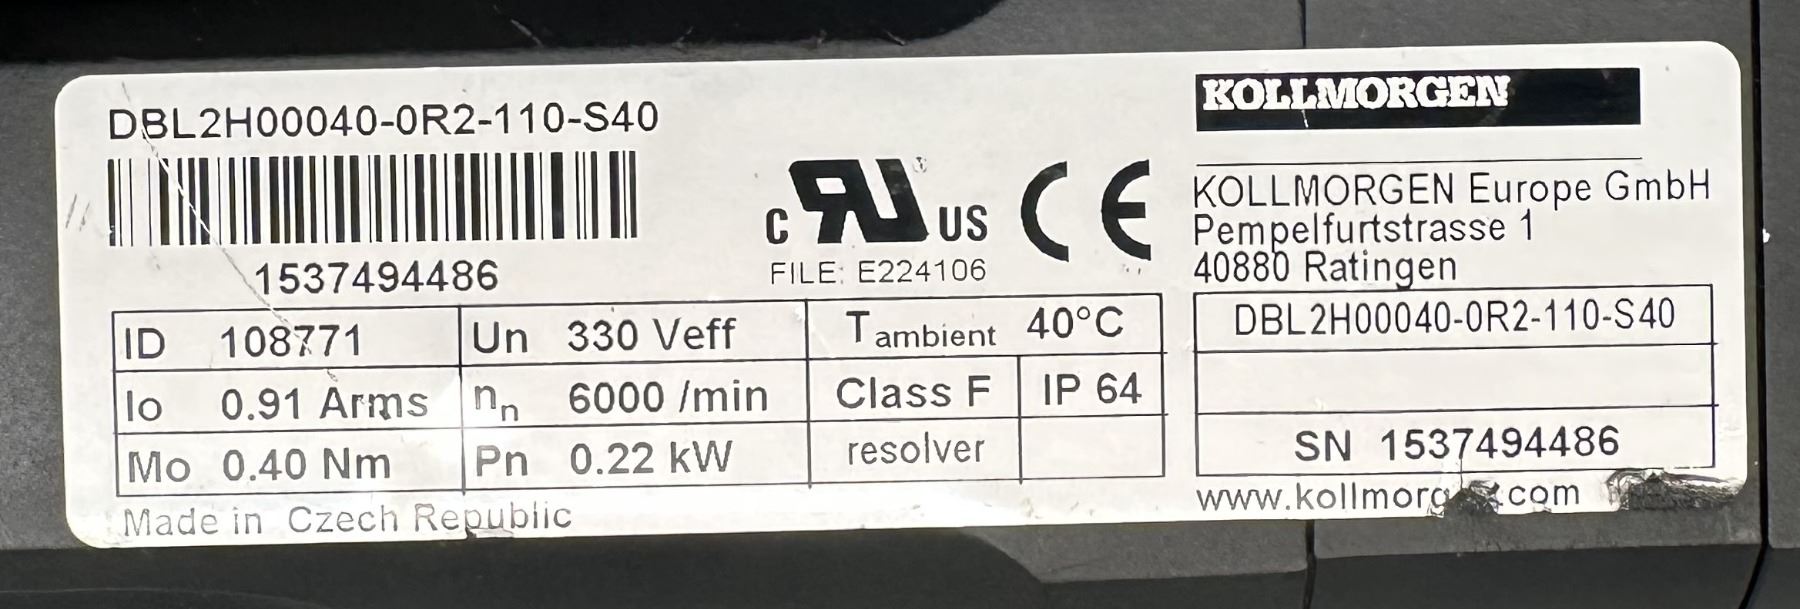 DBL2H00040-0R2-110-S40
1537494486
c RU US
FILE: E224106
CE
ID 108771 Un 330 Veff Tambient 40°C
Io 0.91 Arms nn 6000 /min Class F IP 64
Mo 0.40 Nm Pn 0.22 kW resolver
Made in Czech Republic
KOLLMORGEN
KOLLMORGEN Europe GmbH
Pempelfurtstrasse 1
40880 Ratingen
DBL2H00040-0R2-110-S40
SN 1537494486